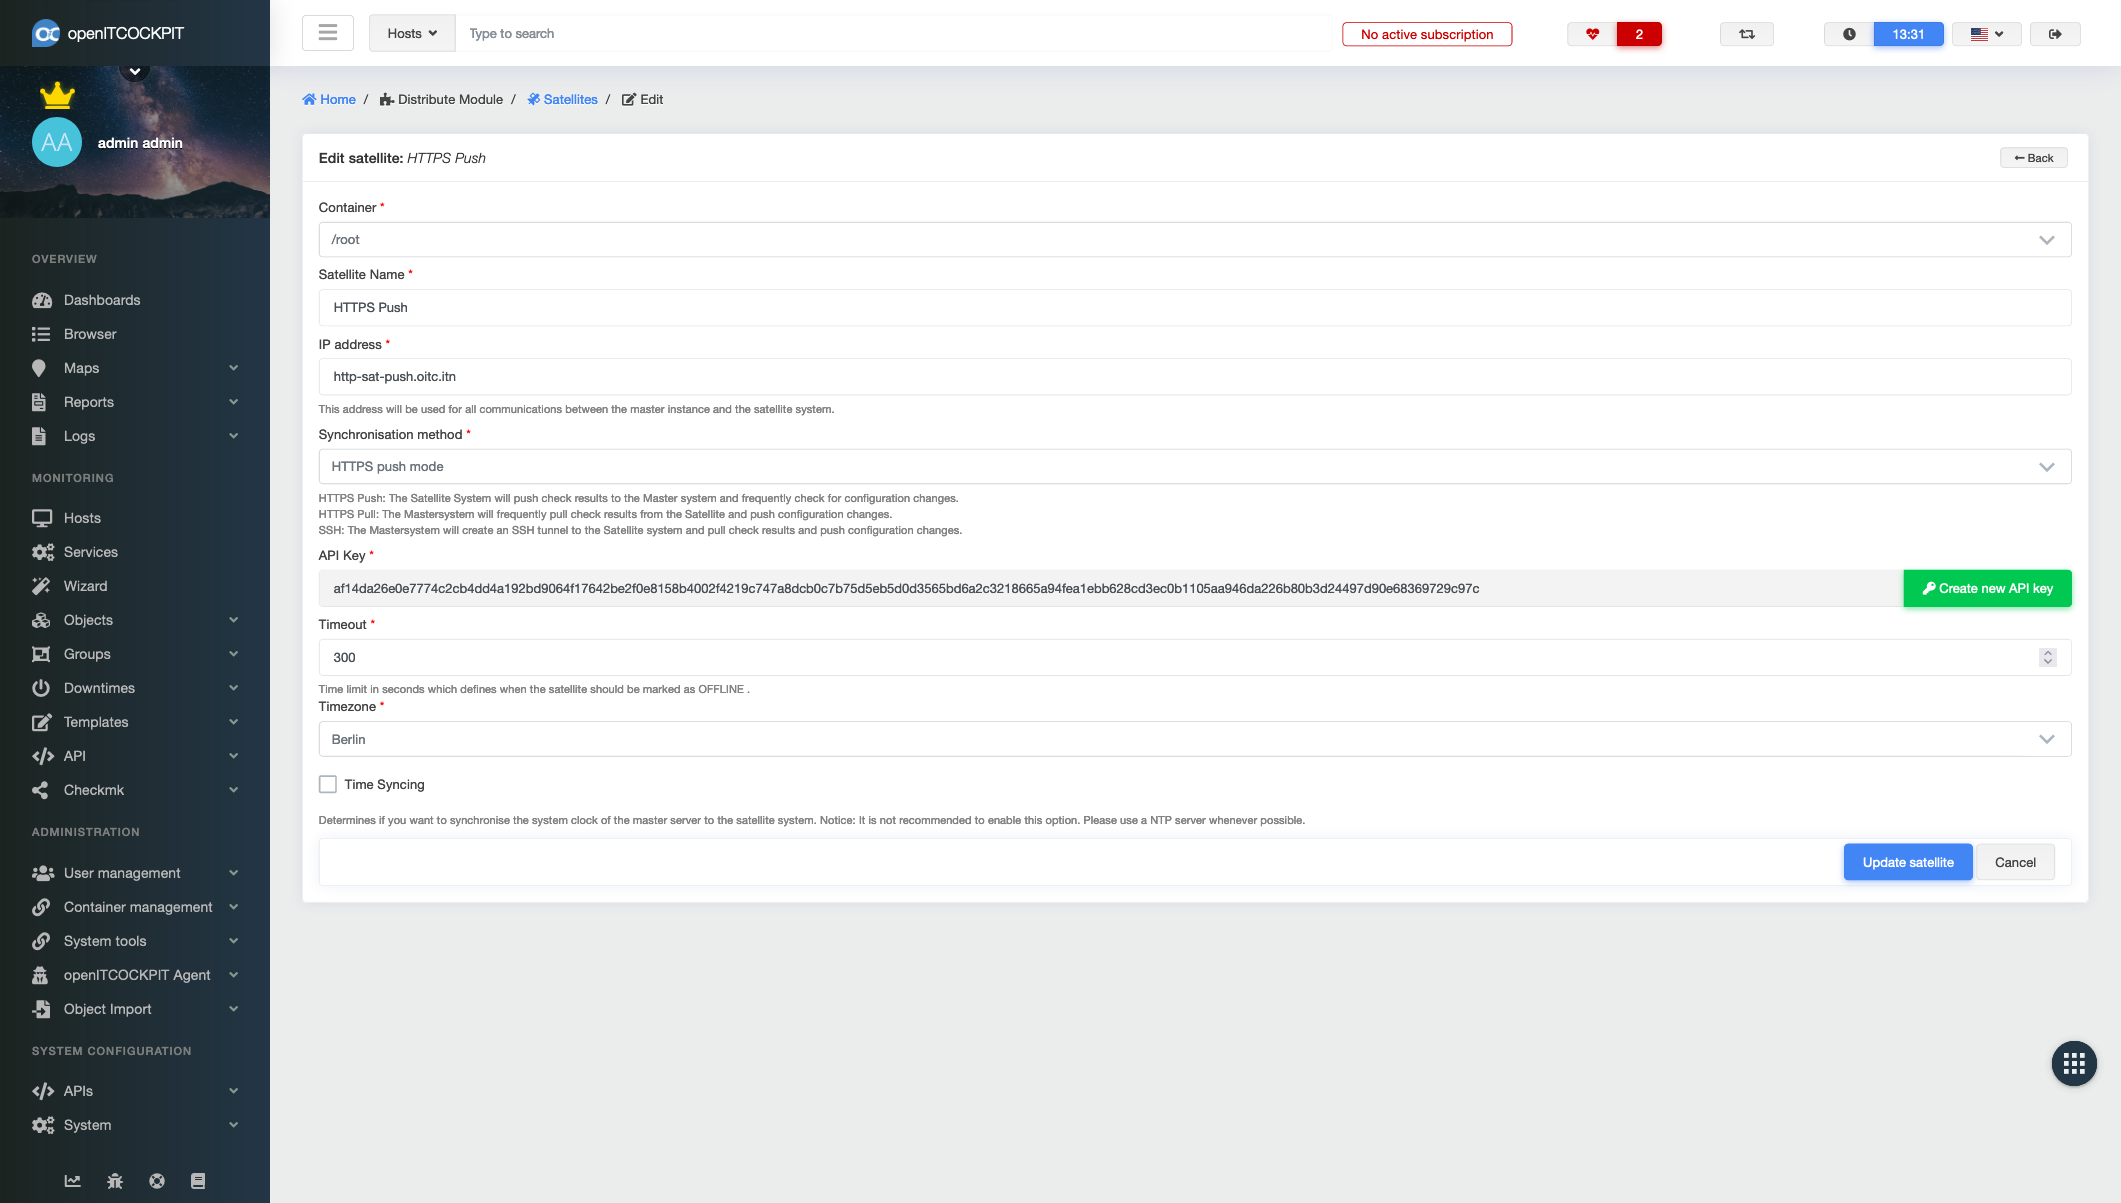 openITCOCKPIT
Hosts
Type to search
No active subscription
2
13:31
AA
admin admin
Home / Distribute Module / Satellites / Edit
OVERVIEW
Dashboards
Browser
Maps
Reports
Logs
MONITORING
Hosts
Services
Wizard
Objects
Groups
Downtimes
Templates
API
Checkmk
ADMINISTRATION
User management
Container management
System tools
openITCOCKPIT Agent
Object Import
SYSTEM CONFIGURATION
APIs
System
Edit satellite: HTTPS Push
Back
Container *
/root
Satellite Name *
HTTPS Push
IP address *
http-sat-push.oitc.itn
This address will be used for all communications between the master instance and the satellite system.
Synchronisation method *
HTTPS push mode
HTTPS Push: The Satellite System will push check results to the Master system and frequently check for configuration changes.
HTTPS Pull: The Mastersystem will frequently pull check results from the Satellite and push configuration changes.
SSH: The Mastersystem will create an SSH tunnel to the Satellite system and pull check results and push configuration changes.
API Key *
af14da26e0e7774c2cb4dd4a192bd9064f17642be2f0e8158b4002f4219c747a8dcb0c7b75d5eb5d0d3565bd6a2c3218665a94fea1ebb628cd3ec0b1105aa946da226b80b3d24497d90e68369729c97c
Create new API key
Timeout *
300
Time limit in seconds which defines when the satellite should be marked as OFFLINE .
Timezone *
Berlin
Time Syncing
Determines if you want to synchronise the system clock of the master server to the satellite system. Notice: It is not recommended to enable this option. Please use a NTP server whenever possible.
Update satellite
Cancel